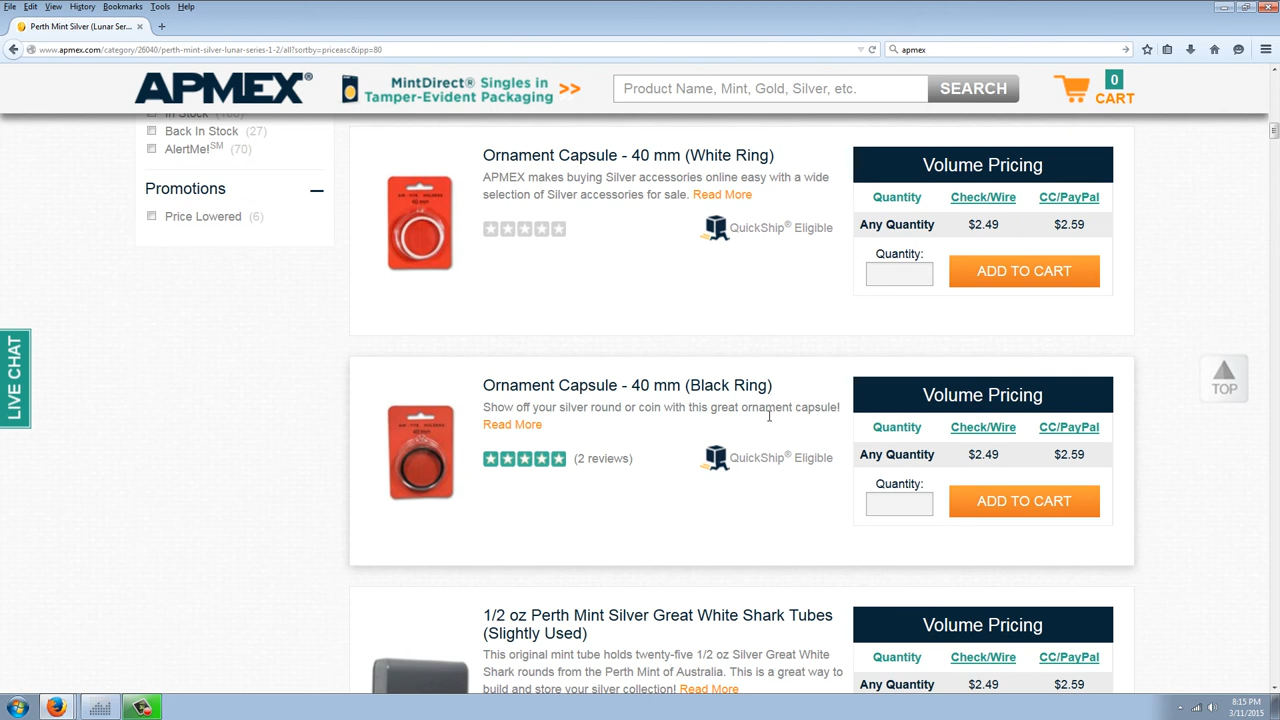 File Edit View History Bookmarks Tools Help
Perth Mint Silver (Lunar Ser...
www.apmex.com/category/26040/perth-mint-silver-lunar-series-1-2/all?sortby=priceasc&ipp=80
apmex
APMEX®
MintDirect® Singles in
Tamper-Evident Packaging >>
Product Name, Mint, Gold, Silver, etc.
SEARCH
0
CART
In Stock
Back In Stock (27)
AlertMe!SM (70)
Promotions
Price Lowered (6)
LIVE CHAT
Ornament Capsule - 40 mm (White Ring)
APMEX makes buying Silver accessories online easy with a wide
selection of Silver accessories for sale. Read More
QuickShip® Eligible
Volume Pricing
Quantity Check/Wire CC/PayPal
Any Quantity $2.49 $2.59
Quantity:
ADD TO CART
Ornament Capsule - 40 mm (Black Ring)
Show off your silver round or coin with this great ornament capsule!
Read More
(2 reviews)
QuickShip® Eligible
Volume Pricing
Quantity Check/Wire CC/PayPal
Any Quantity $2.49 $2.59
Quantity:
ADD TO CART
TOP
1/2 oz Perth Mint Silver Great White Shark Tubes
(Slightly Used)
This original mint tube holds twenty-five 1/2 oz Silver Great White
Shark rounds from the Perth Mint of Australia. This is a great way to
build and store your silver collection! Read More
Volume Pricing
Quantity Check/Wire CC/PayPal
Any Quantity $2.99 $3.11
8:15 PM
3/11/2015